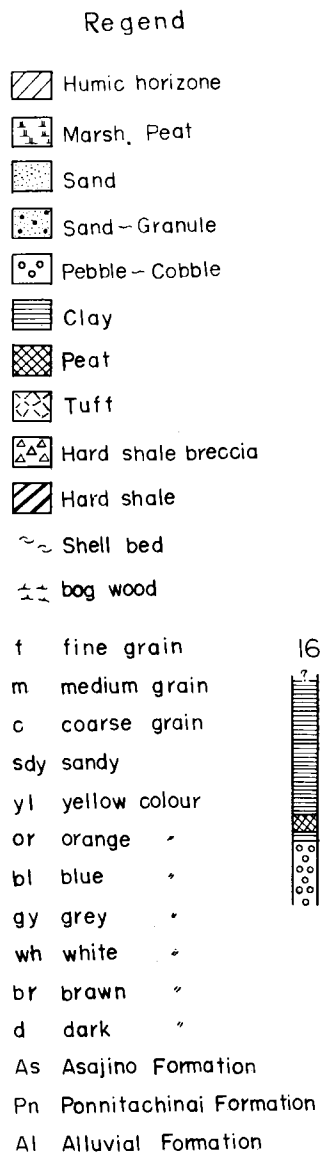 Regend
Humic horizone
Marsh. Peat
Sand
Sand-Granule
Pebble-Cobble
Clay
Peat
Tuff
Hard shale breccia
Hard shale
Shell bed
bog wood
f fine grain
16
m medium grain
?
c coarse grain
sdy sandy
yl yellow colour
or orange 〃
bl blue 〃
gy grey 〃
wh white 〃
br brawn 〃
d dark 〃
As Asajino Formation
Pn Ponnitachinai Formation
Al Alluvial Formation